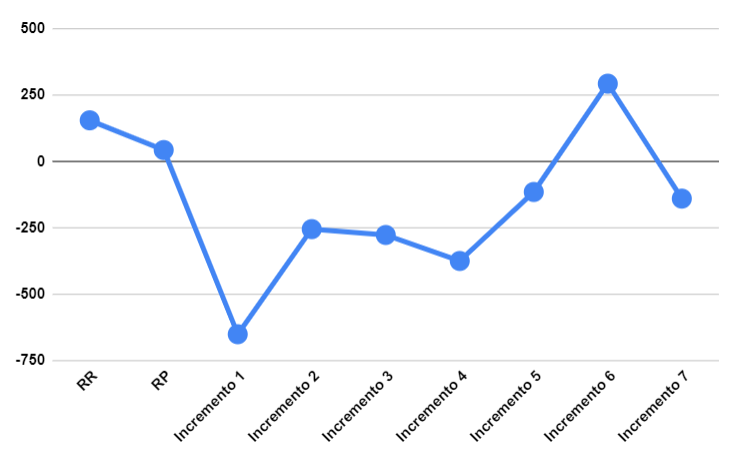 500
250
0
-250
-500
-750
RR
RP
Incremento 1
Incremento 2
Incremento 3
Incremento 4
Incremento 5
Incremento 6
Incremento 7